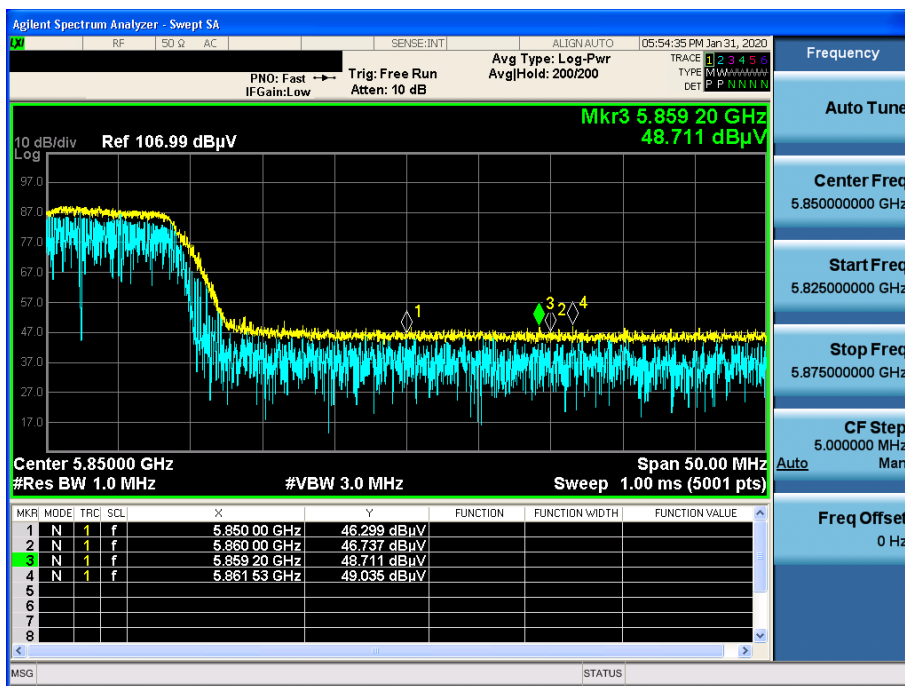 Agilent Spectrum Analyzer - Swept SA
LXI RF 50 Ω AC SENSE:INT ALIGN AUTO 05:54:35 PM Jan 31, 2020
Frequency
Avg Type: Log-Pwr TRACE 1 2 3 4 5 6
PNO: Fast Trig: Free Run Avg|Hold: 200/200 TYPE M
IFGain:Low Atten: 10 dB DET P P N N N N
Auto Tune
Mkr3 5.859 20 GHz
10 dB/div Ref 106.99 dBµV 48.711 dBµV
Log
97.0
87.0
77.0
67.0
57.0
47.0
37.0
27.0
17.0
1
3
2
4
Center 5.85000 GHz Span 50.00 MHz
#Res BW 1.0 MHz #VBW 3.0 MHz Sweep 1.00 ms (5001 pts)
Center Freq
5.850000000 GHz
Start Freq
5.825000000 GHz
Stop Freq
5.875000000 GHz
CF Step
5.000000 MHz
Auto Man
Freq Offset
0 Hz
MKR MODE TRC SCL X Y FUNCTION FUNCTION WIDTH FUNCTION VALUE
1 N 1 f 5.850 00 GHz 46.299 dBµV
2 N 1 f 5.860 00 GHz 46.737 dBµV
3 N 1 f 5.859 20 GHz 48.711 dBµV
4 N 1 f 5.861 53 GHz 49.035 dBµV
5
6
7
8
MSG STATUS